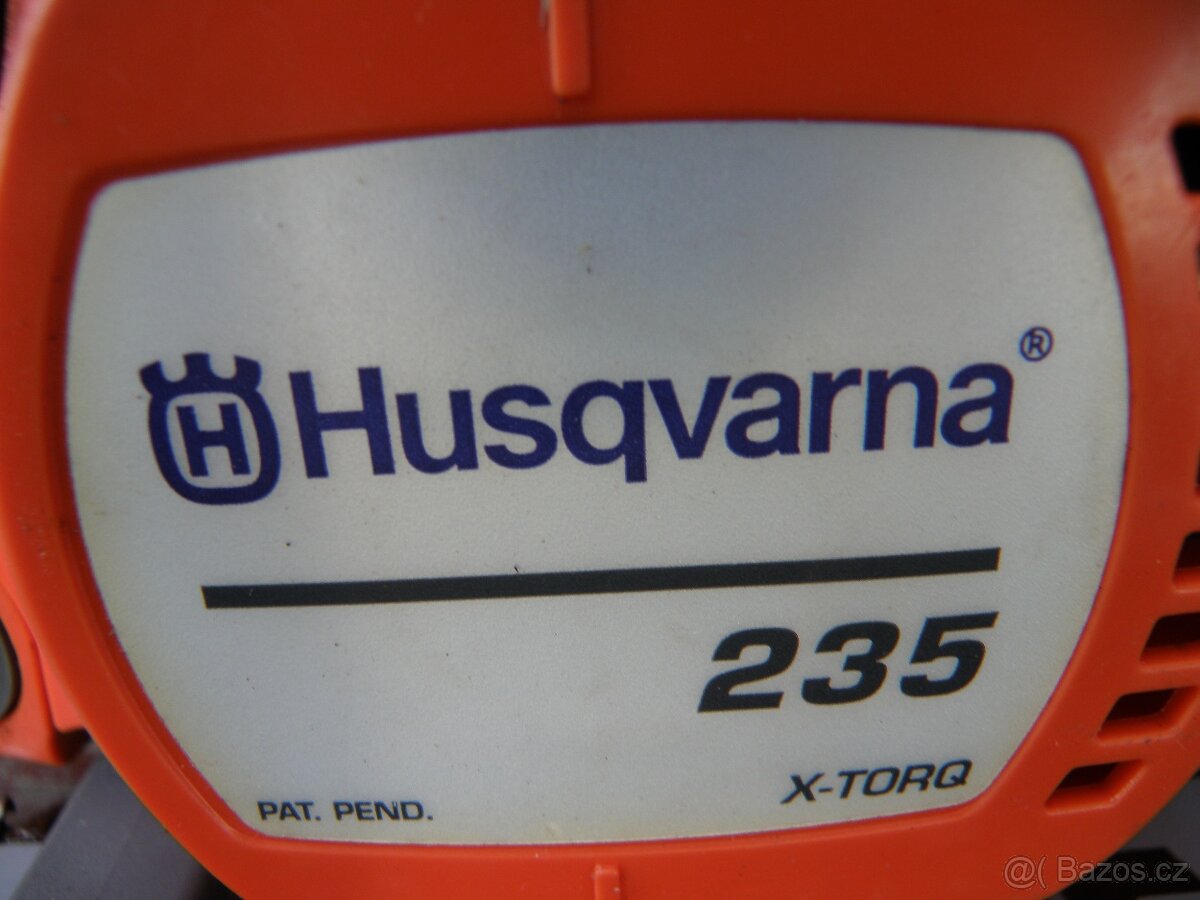 H Husqvarna®
235
X-TORQ
PAT. PEND.
@( Bazos.cz